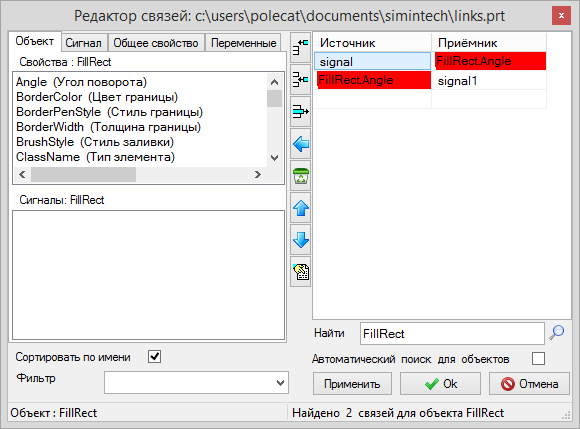 Редактор связей: c:\users\polecat\documents\simintech\links.prt
Объект Сигнал Общее свойство Переменные
Свойства : FillRect
Angle (Угол поворота)
BorderColor (Цвет границы)
BorderPenStyle (Стиль границы)
BorderWidth (Толщина границы)
BrushStyle (Стиль заливки)
ClassName (Тип элемента)
Сигналы: FillRect
Сортировать по имени
Фильтр
Объект : FillRect
Источник Приёмник
signal FillRect.Angle
FillRect.Angle signal1
Найти FillRect
Автоматический поиск для объектов
Применить Ok Отмена
Найдено 2 связей для объекта FillRect